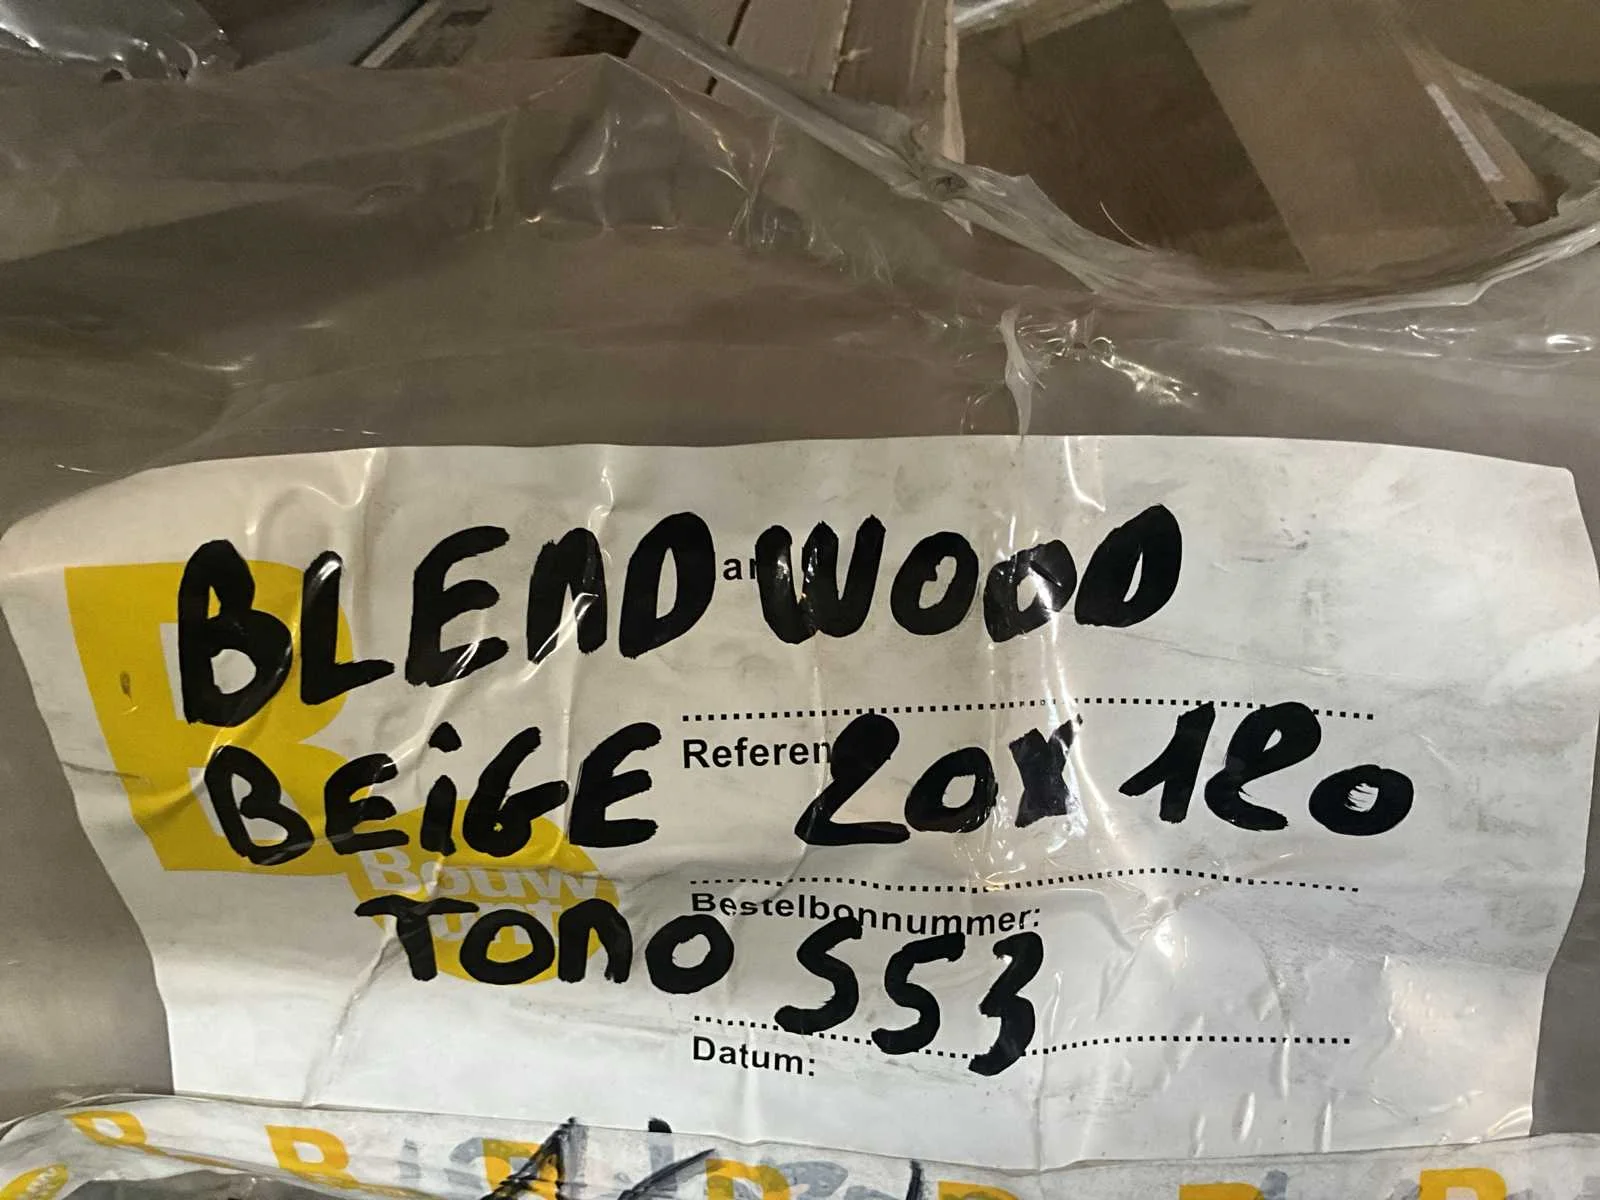 BLENDWOOD
BEIGE 20X120
Referen
Bestelbonnummer:
TONO 553
Datum:
Bouw